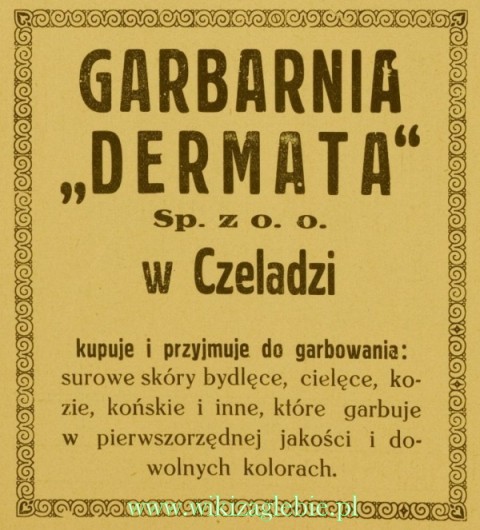 GARBARNIA
„DERMATA“
Sp. z o. o.
w Czeladzi
kupuje i przyjmuje do garbowania:
surowe skóry bydlęce, cielęce, ko-
zie, końskie i inne, które garbuje
w pierwszorzędnej jakości i do-
wolnych kolorach.
www.wikizaglebie.pl